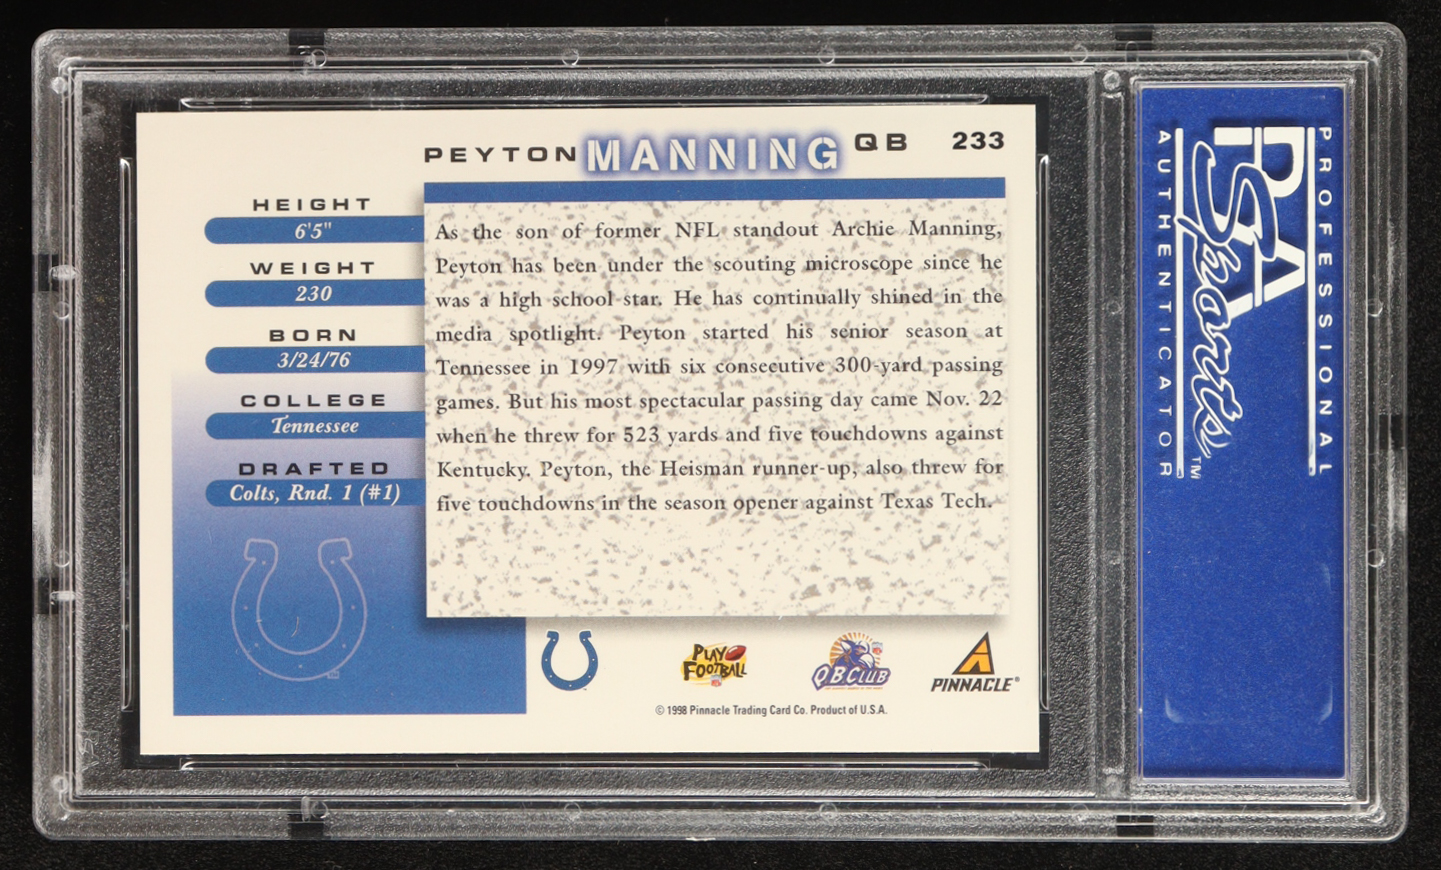 PEYTON MANNING QB 233
HEIGHT
6'5"
WEIGHT
230
BORN
3/24/76
COLLEGE
Tennessee
DRAFTED
Colts, Rnd. 1 (#1)
As the son of former NFL standout Archie Manning,
Peyton has been under the scouting microscope since he
was a high school star. He has continually shined in the
media spotlight. Peyton started his senior season at
Tennessee in 1997 with six consecutive 300-yard passing
games. But his most spectacular passing day came Nov. 22
when he threw for 523 yards and five touchdowns against
Kentucky. Peyton, the Heisman runner-up, also threw for
five touchdowns in the season opener against Texas Tech.
PLAY
FOOTBALL
QB CLUB
PINNACLE®
© 1998 Pinnacle Trading Card Co. Product of U.S.A.
PROFESSIONAL
PSA
Sports™
AUTHENTICATOR